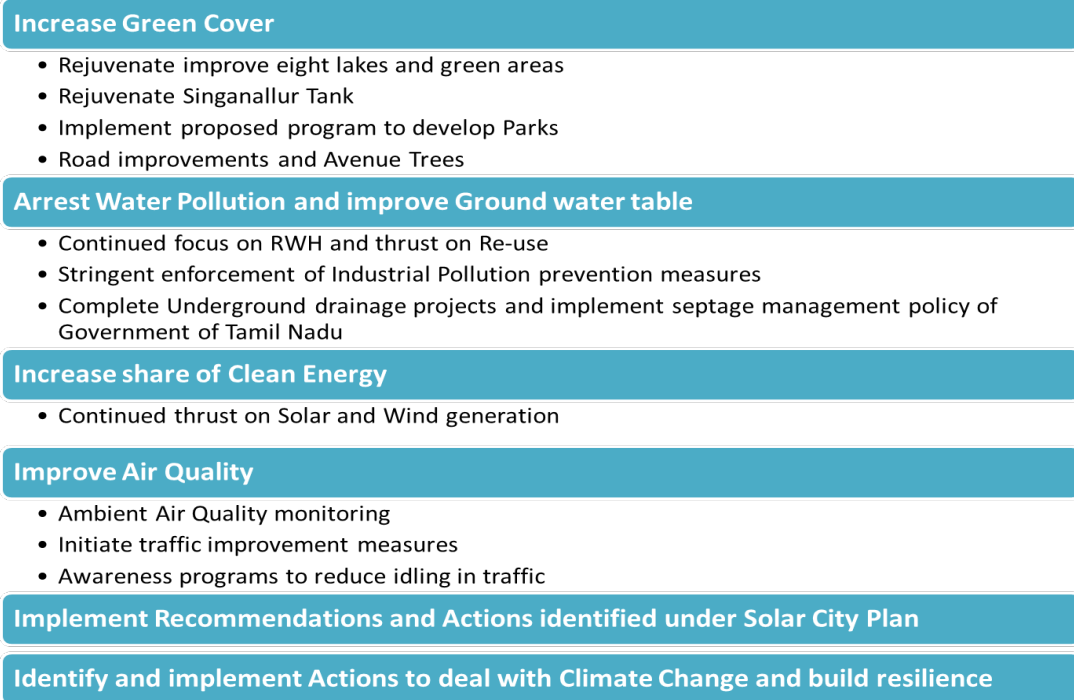 Increase Green Cover
• Rejuvenate improve eight lakes and green areas
• Rejuvenate Singanallur Tank
• Implement proposed program to develop Parks
• Road improvements and Avenue Trees
Arrest Water Pollution and improve Ground water table
• Continued focus on RWH and thrust on Re-use
• Stringent enforcement of Industrial Pollution prevention measures
• Complete Underground drainage projects and implement septage management policy of
Government of Tamil Nadu
Increase share of Clean Energy
• Continued thrust on Solar and Wind generation
Improve Air Quality
• Ambient Air Quality monitoring
• Initiate traffic improvement measures
• Awareness programs to reduce idling in traffic
Implement Recommendations and Actions identified under Solar City Plan
Identify and implement Actions to deal with Climate Change and build resilience